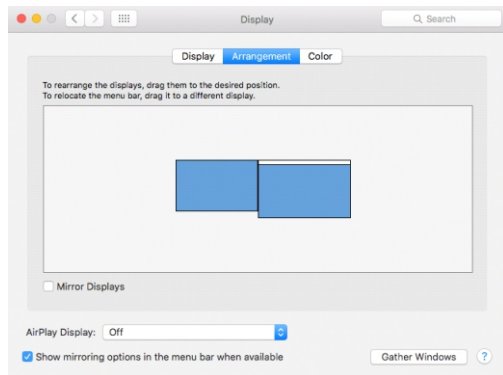 Display
Search
Display Arrangement Color
To rearrange the displays, drag them to the desired position.
To relocate the menu bar, drag it to a different display.
Mirror Displays
AirPlay Display: Off
Show mirroring options in the menu bar when available
Gather Windows ?